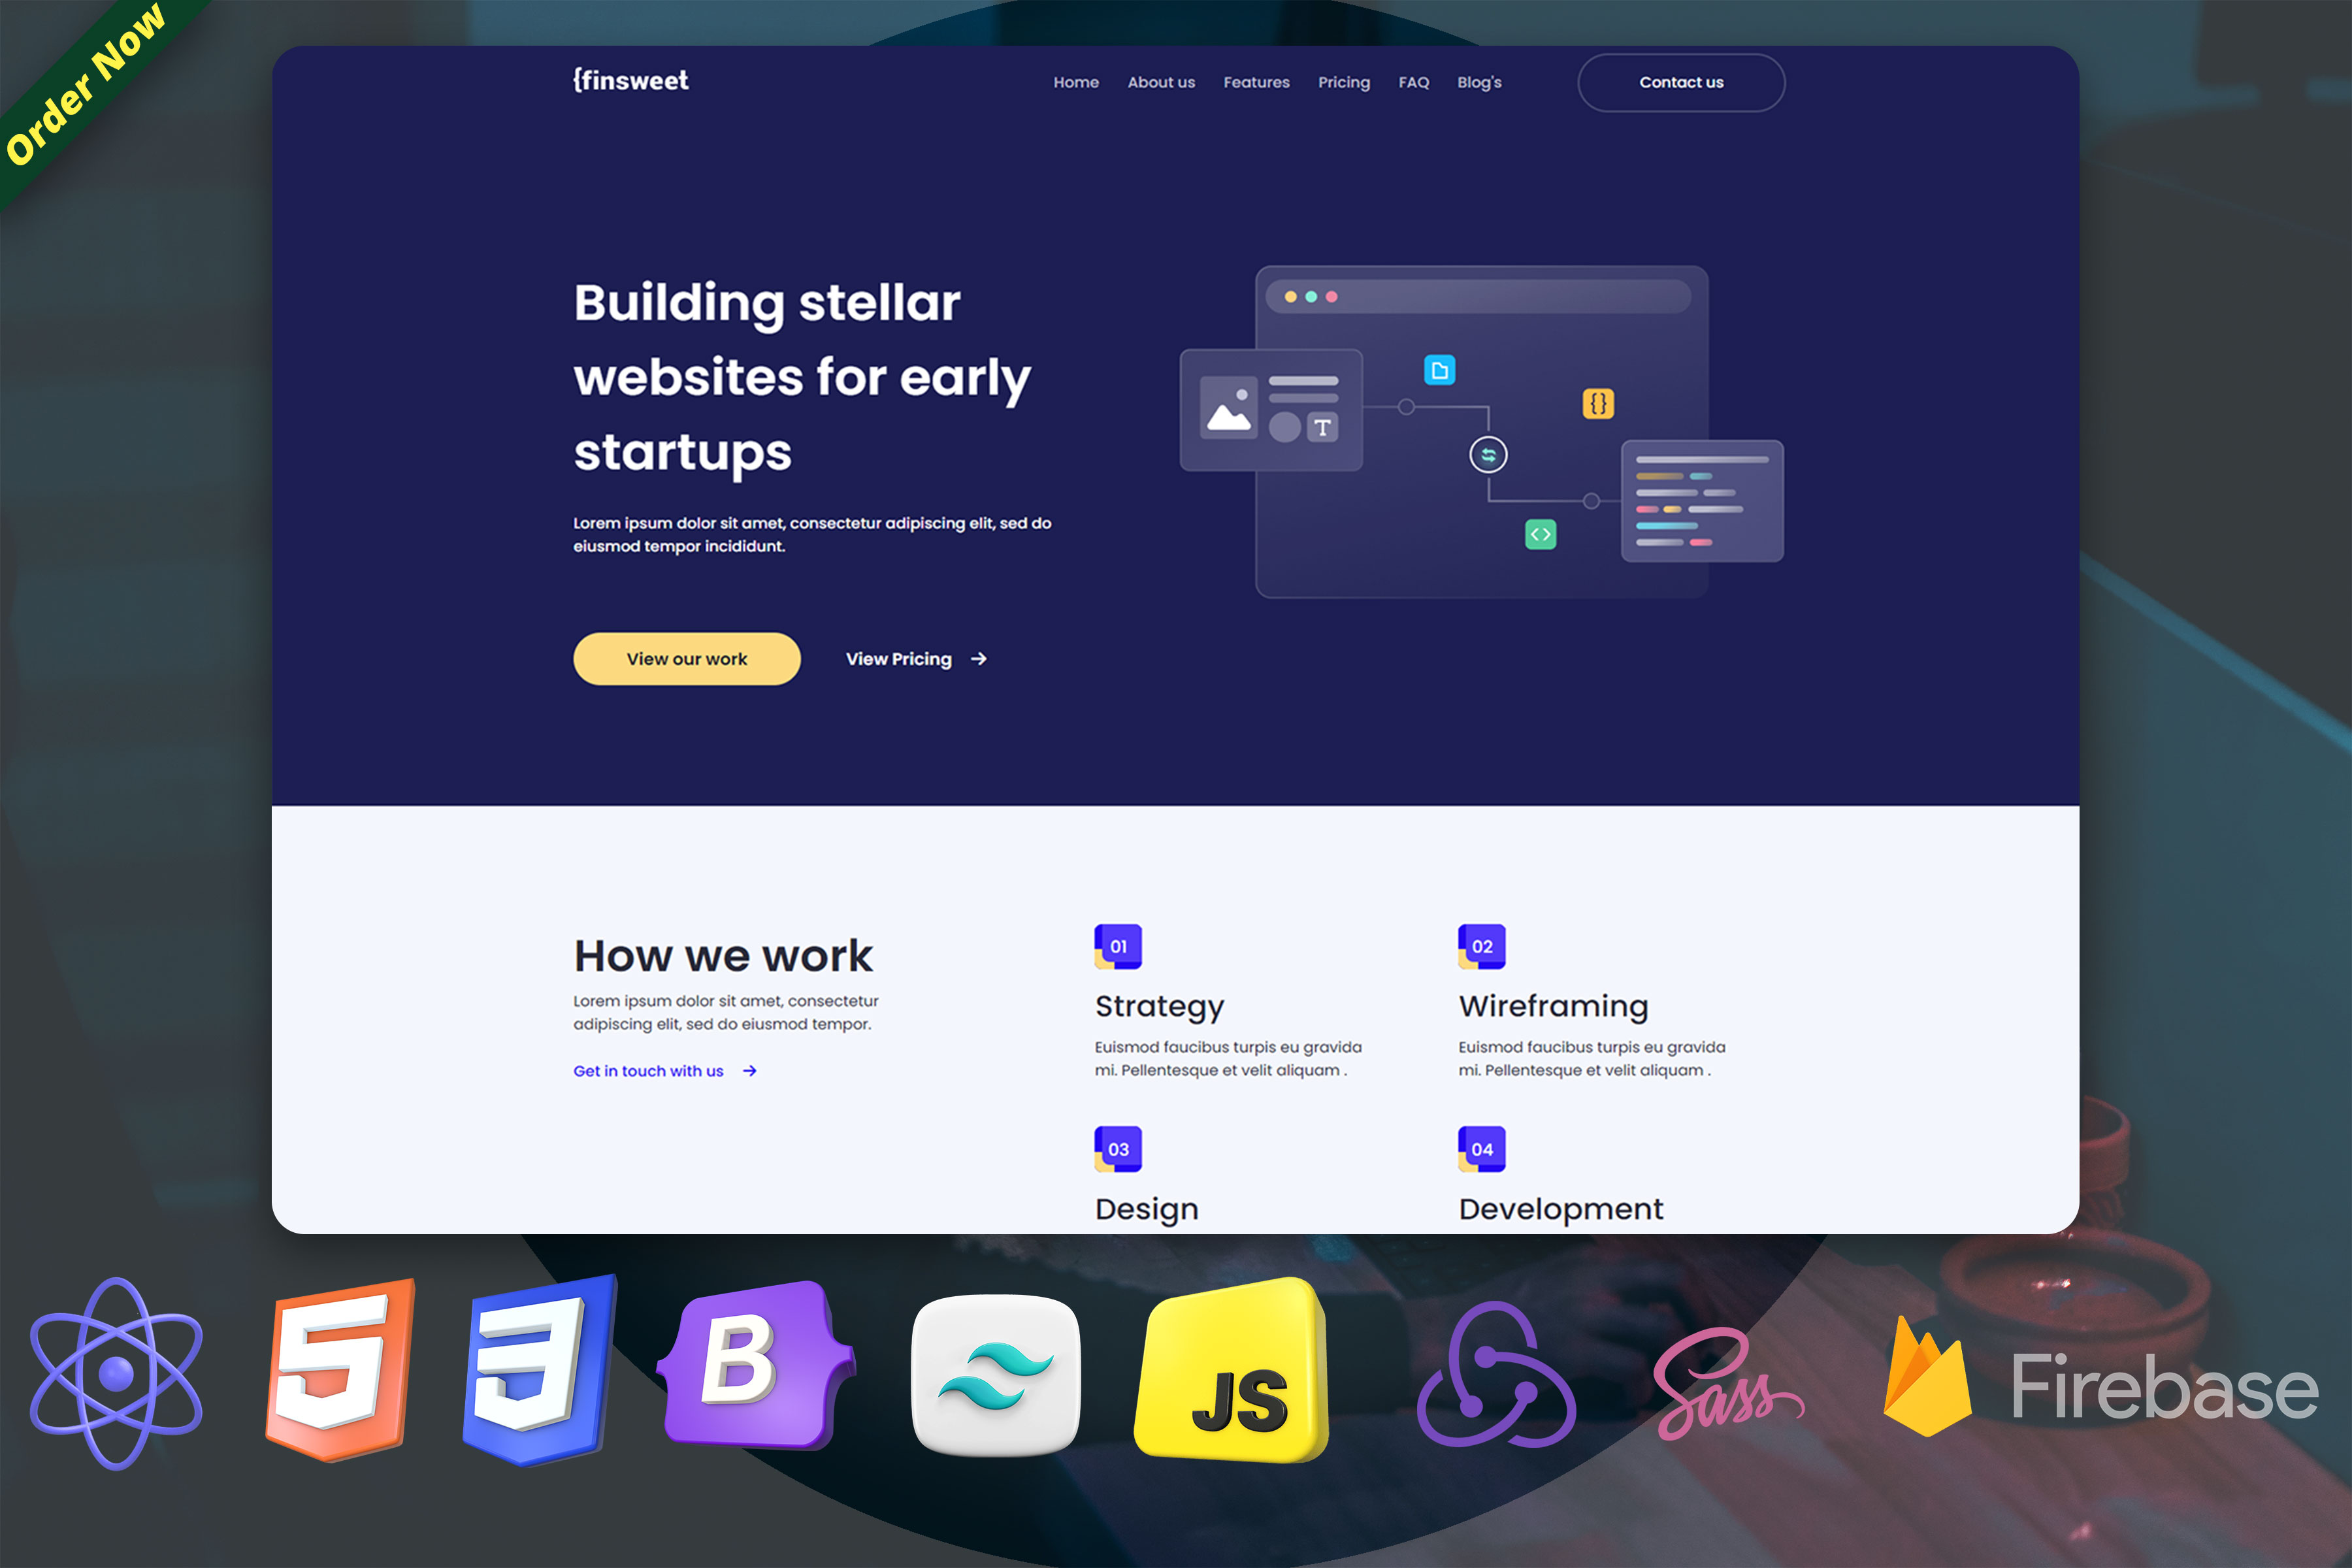 Order Now
{finsweet
Home About us Features Pricing FAQ Blog's Contact us
Building stellar
websites for early
startups
Lorem ipsum dolor sit amet, consectetur adipiscing elit, sed do
eiusmod tempor incididunt.
View our work View Pricing →
T
{}
<>
How we work
Lorem ipsum dolor sit amet, consectetur
adipiscing elit, sed do eiusmod tempor.
Get in touch with us →
01
Strategy
Euismod faucibus turpis eu gravida
mi. Pellentesque et velit aliquam .
02
Wireframing
Euismod faucibus turpis eu gravida
mi. Pellentesque et velit aliquam .
03
Design
04
Development
5
3
B
JS
Sass
Firebase